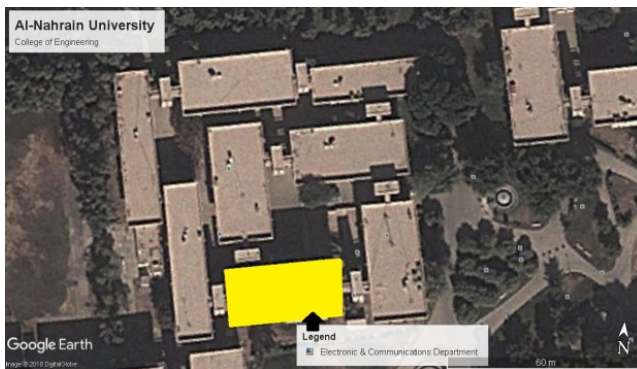 Al-Nahrain University
College of Engineering
Legend
Electronic & Communications Department
Google Earth
Image © 2018 DigitalGlobe
60 m
N